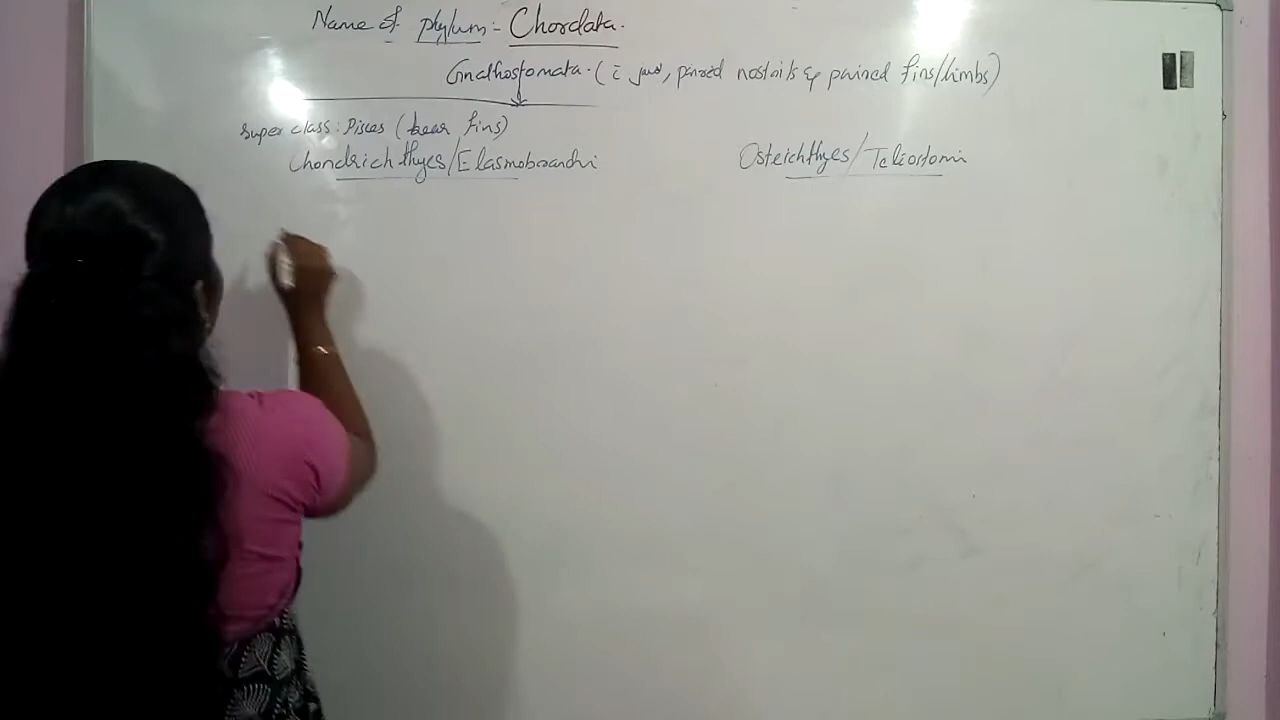 Name of phylum:- Chordata.
Gnathostomata. (c̄ jaws, paired nostrils & paired fins/limbs)
Super class: Pisces (bear fins)
Chondrichthyes/Elasmobranchi
Osteichthyes/Teleostomi